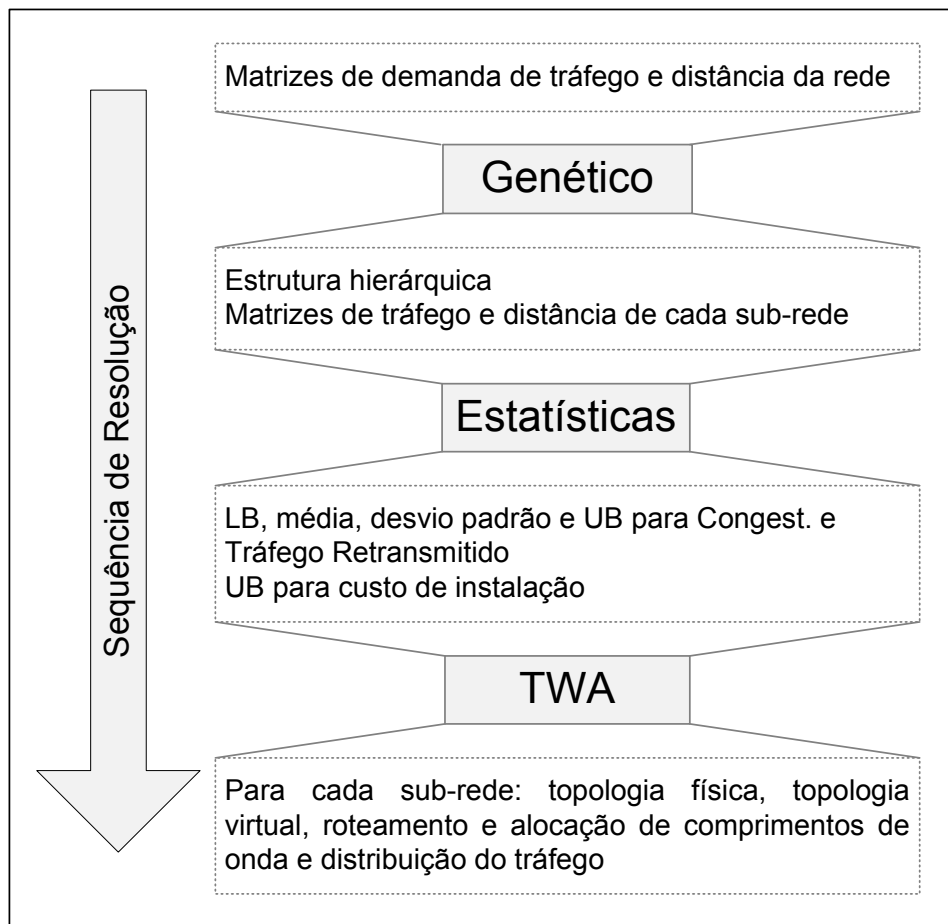 Matrizes de demanda de tráfego e distância da rede
Genético
Estrutura hierárquica
Matrizes de tráfego e distância de cada sub-rede
Estatísticas
LB, média, desvio padrão e UB para Congest. e
Tráfego Retransmitido
UB para custo de instalação
TWA
Para cada sub-rede: topologia física, topologia
virtual, roteamento e alocação de comprimentos de
onda e distribuição do tráfego
Sequência de Resolução